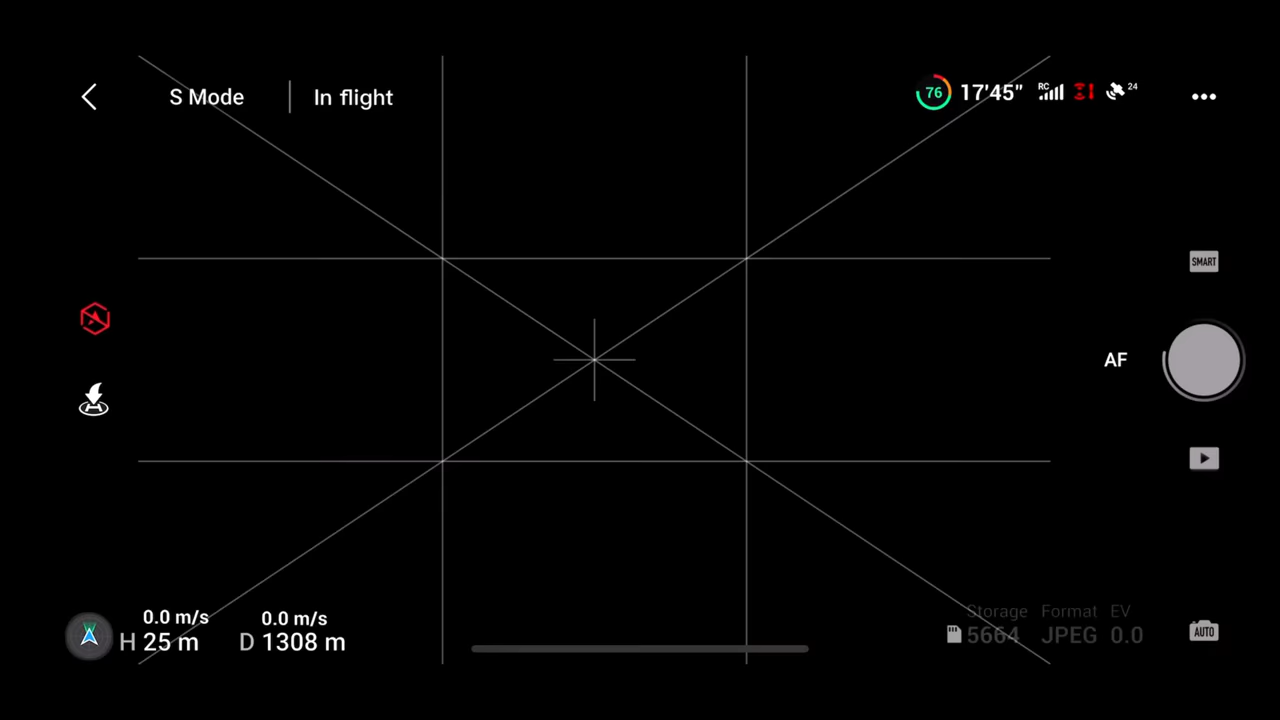 S Mode | In flight
76 17'45" RC 24
SMART
AF
0.0 m/s 0.0 m/s
H 25 m D 1308 m
Storage Format EV
5664 JPEG 0.0
AUTO